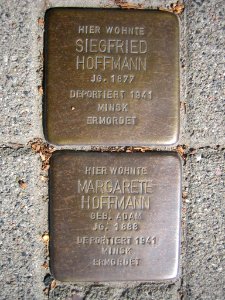 HIER WOHNTE
SIEGFRIED
HOFFMANN
JG. 1877
DEPORTIERT 1941
MINSK
ERMORDET
HIER WOHNTE
MARGARETE
HOFFMANN
GEB. ADAM
JG. 1888
DEPORTIERT 1941
MINSK
ERMORDET